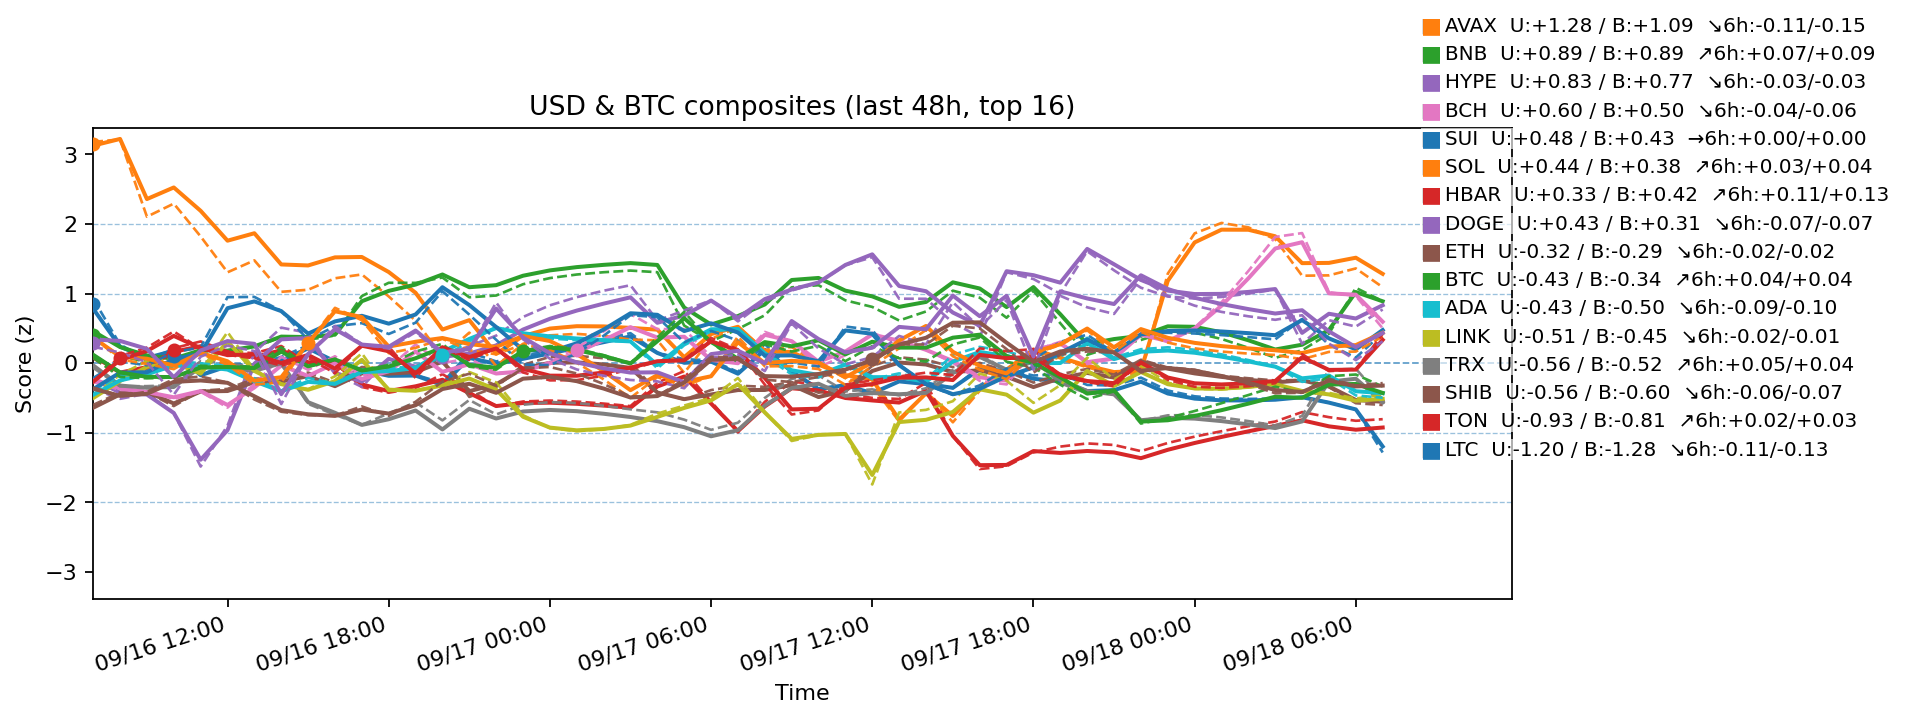 AVAX  U:+1.28 / B:+1.09  ↘6h:-0.11/-0.15
BNB  U:+0.89 / B:+0.89  ↗6h:+0.07/+0.09
HYPE  U:+0.83 / B:+0.77  ↘6h:-0.03/-0.03
BCH  U:+0.60 / B:+0.50  ↘6h:-0.04/-0.06
SUI  U:+0.48 / B:+0.43  →6h:+0.00/+0.00
SOL  U:+0.44 / B:+0.38  ↗6h:+0.03/+0.04
HBAR  U:+0.33 / B:+0.42  ↗6h:+0.11/+0.13
DOGE  U:+0.43 / B:+0.31  ↘6h:-0.07/-0.07
ETH  U:-0.32 / B:-0.29  ↘6h:-0.02/-0.02
BTC  U:-0.43 / B:-0.34  ↗6h:+0.04/+0.04
ADA  U:-0.43 / B:-0.50  ↘6h:-0.09/-0.10
LINK  U:-0.51 / B:-0.45  ↘6h:-0.02/-0.01
TRX  U:-0.56 / B:-0.52  ↗6h:+0.05/+0.04
SHIB  U:-0.56 / B:-0.60  ↘6h:-0.06/-0.07
TON  U:-0.93 / B:-0.81  ↗6h:+0.02/+0.03
LTC  U:-1.20 / B:-1.28  ↘6h:-0.11/-0.13
USD & BTC composites (last 48h, top 16)
Score (z)
3
2
1
0
−1
−2
−3
09/16 12:00
09/16 18:00
09/17 00:00
09/17 06:00
09/17 12:00
09/17 18:00
09/18 00:00
09/18 06:00
Time